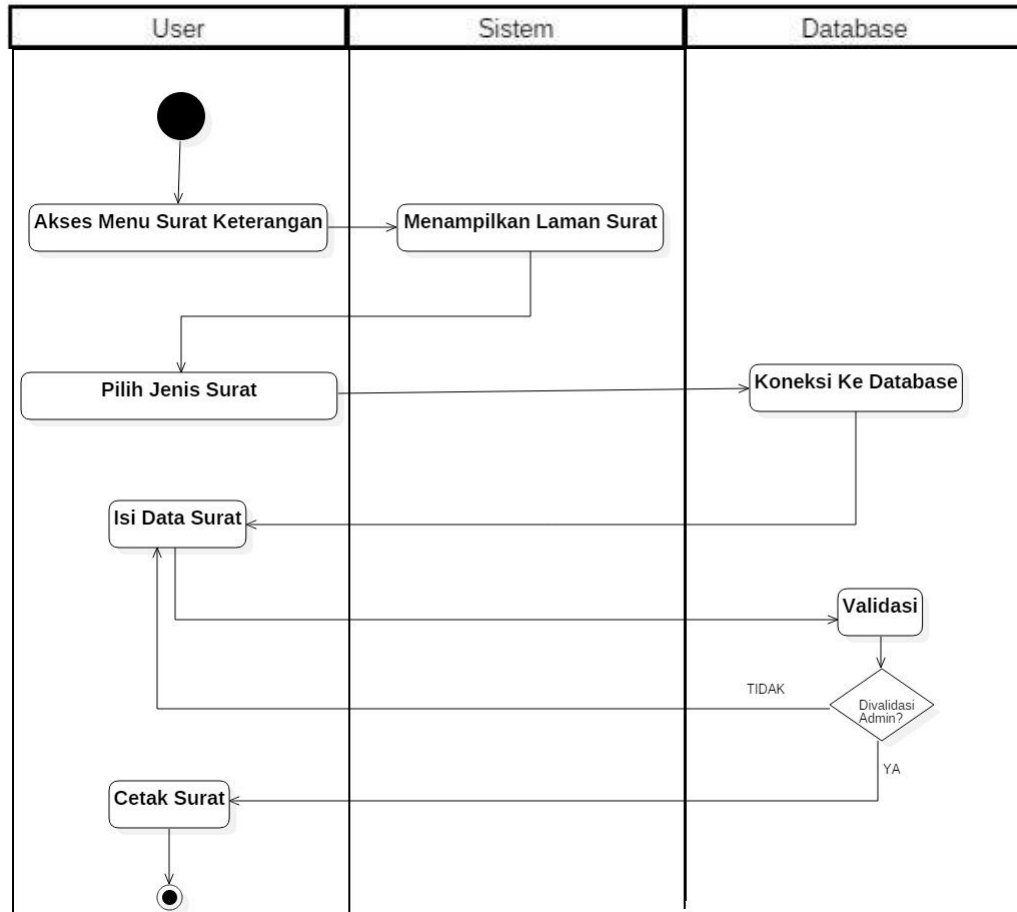 User
Sistem
Database
Akses Menu Surat Keterangan
Menampilkan Laman Surat
Pilih Jenis Surat
Koneksi Ke Database
Isi Data Surat
Validasi
TIDAK
Divalidasi
Admin?
YA
Cetak Surat